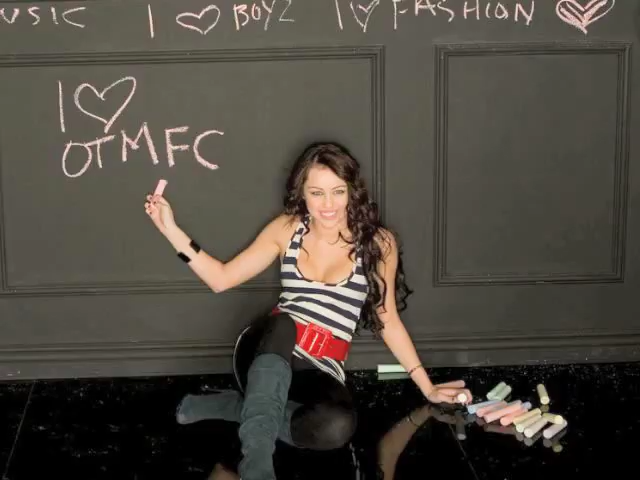 USIC I ♡ BOYZ I ♡ FASHION ♡
I ♡
OTMFC